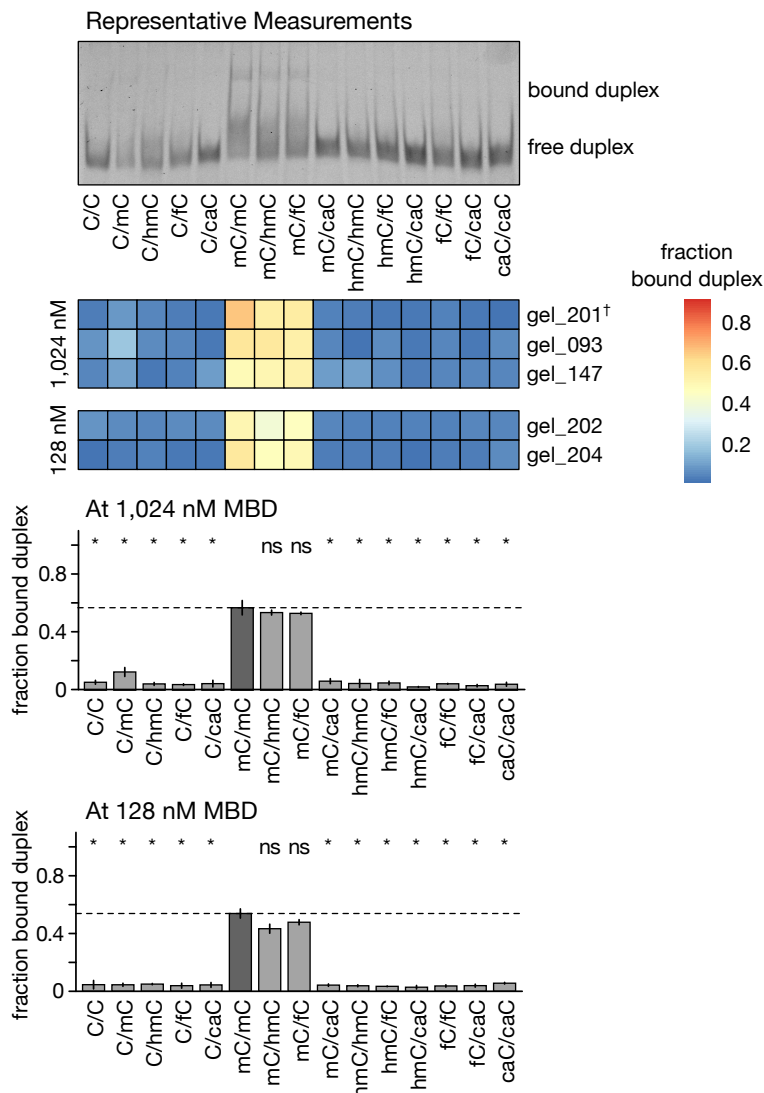 Representative Measurements
bound duplex
free duplex
C/C C/mC C/hmC C/fC C/caC mC/mC mC/hmC mC/fC mC/caC hmC/hmC hmC/fC hmC/caC fC/fC fC/caC caC/caC
fraction
bound duplex
1,024 nM
gel_201†
gel_093
gel_147
128 nM
gel_202
gel_204
0.8
0.6
0.4
0.2
At 1,024 nM MBD
fraction bound duplex
* * * * * ns ns * * * * * * *
0.8
0.4
0
C/C C/mC C/hmC C/fC C/caC mC/mC mC/hmC mC/fC mC/caC hmC/hmC hmC/fC hmC/caC fC/fC fC/caC caC/caC
At 128 nM MBD
fraction bound duplex
* * * * * ns ns * * * * * * *
0.8
0.4
0
C/C C/mC C/hmC C/fC C/caC mC/mC mC/hmC mC/fC mC/caC hmC/hmC hmC/fC hmC/caC fC/fC fC/caC caC/caC